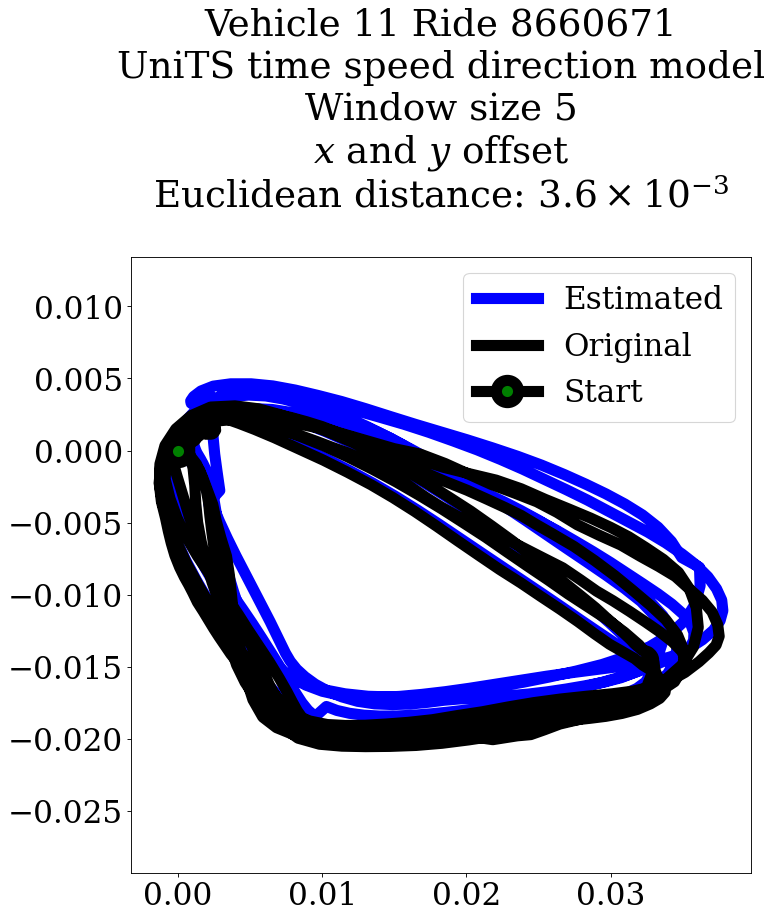 Vehicle 11 Ride 8660671
UniTS time speed direction model
Window size 5
x and y offset
Euclidean distance: 3.6 × 10⁻³
Estimated
Original
Start
0.010
0.005
0.000
−0.005
−0.010
−0.015
−0.020
−0.025
0.00 0.01 0.02 0.03